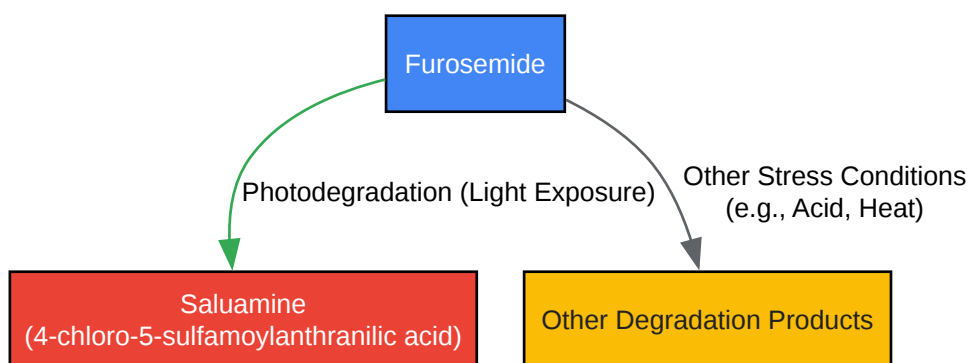 Furosemide
Photodegradation (Light Exposure)
Other Stress Conditions
(e.g., Acid, Heat)
Saluamine
(4-chloro-5-sulfamoylanthranilic acid)
Other Degradation Products